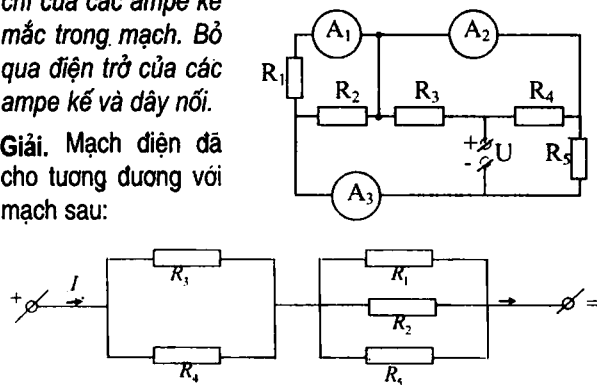 chỉ của các ampe kế
mắc trong mạch. Bỏ
qua điện trở của các
ampe kế và dây nối.
Giải. Mạch điện đã
cho tương đương với
mạch sau:
A₁ A₂
R₁ R₂ R₃ R₄
+ - U R₅
A₃
+ I R₃ R₁
R₂
R₄ R₅